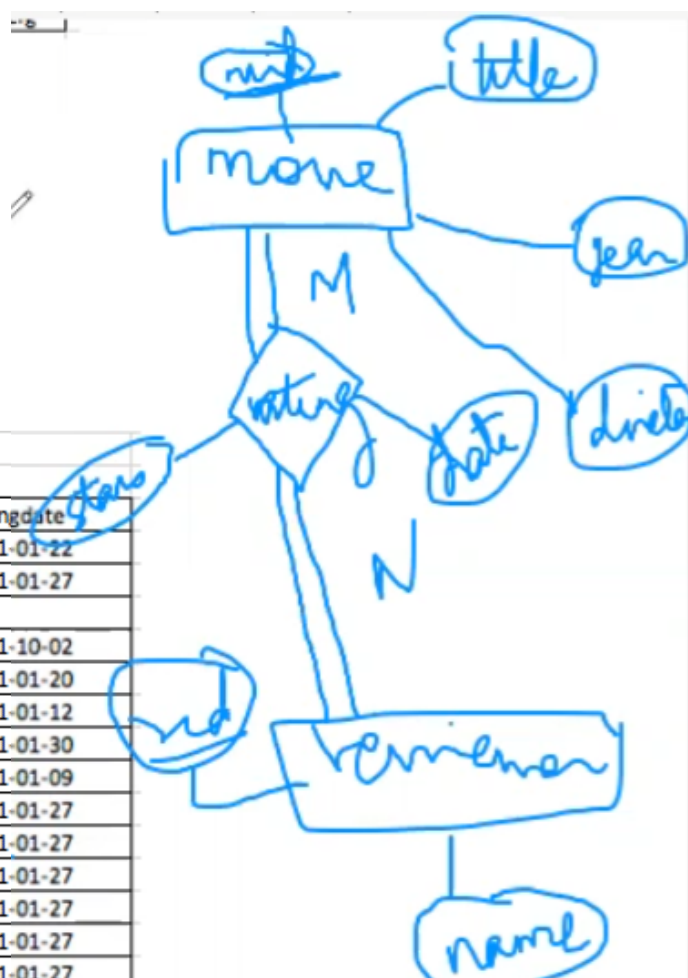 mid
title
movie
year
M
rating
date
director
stars
ngdate
1-01-22
1-01-27
N
1-10-02
1-01-20
1-01-12
rid
1-01-30
reviewer
1-01-09
1-01-27
1-01-27
1-01-27
1-01-27
name
1-01-27
1-01-27